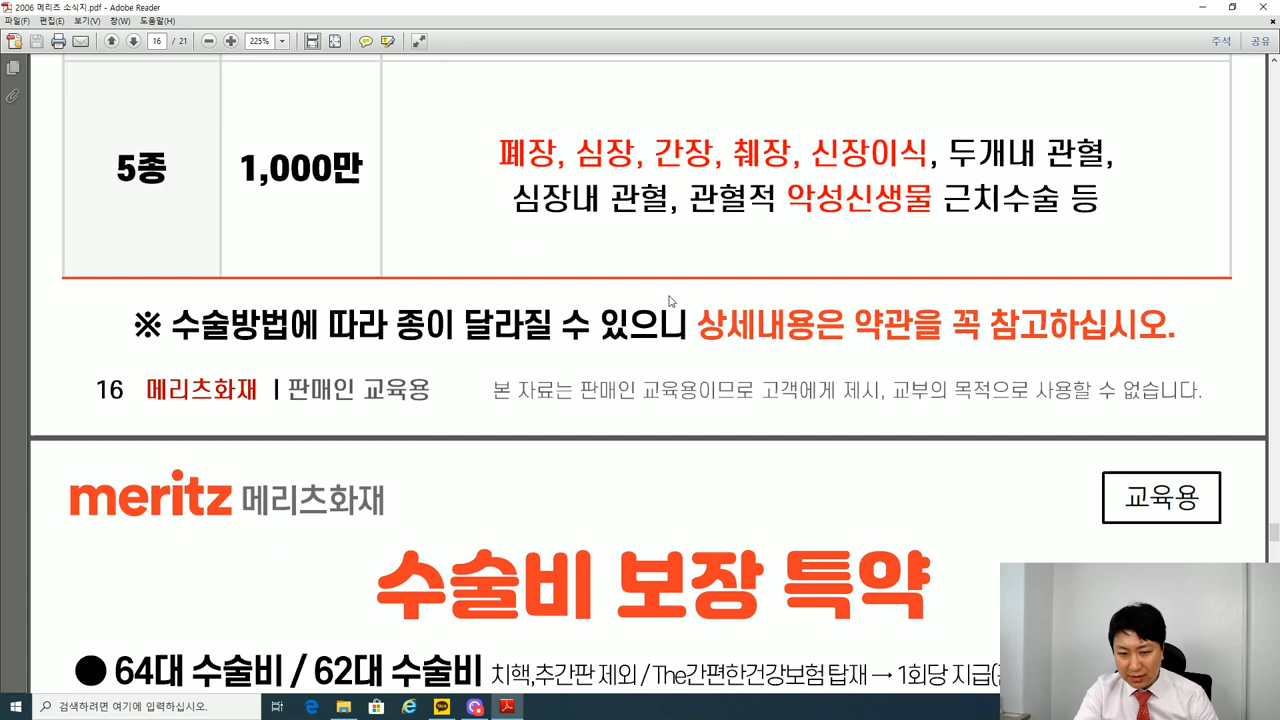 2006 메리츠 소식지.pdf - Adobe Reader
파일(F) 편집(E) 보기(V) 창(W) 도움말(H)
16 / 21 225% 주석 공유
5종 1,000만 폐장, 심장, 간장, 췌장, 신장이식, 두개내 관혈,
심장내 관혈, 관혈적 악성신생물 근치수술 등
※ 수술방법에 따라 종이 달라질 수 있으니 상세내용은 약관을 꼭 참고하십시오.
16 메리츠화재 | 판매인 교육용 본 자료는 판매인 교육용이므로 고객에게 제시, 교부의 목적으로 사용할 수 없습니다.
meritz 메리츠화재 교육용
수술비 보장 특약
● 64대 수술비 / 62대 수술비 치핵,추간판 제외 / The간편한건강보험 탑재 → 1회당 지급
검색하려면 여기에 입력하십시오.